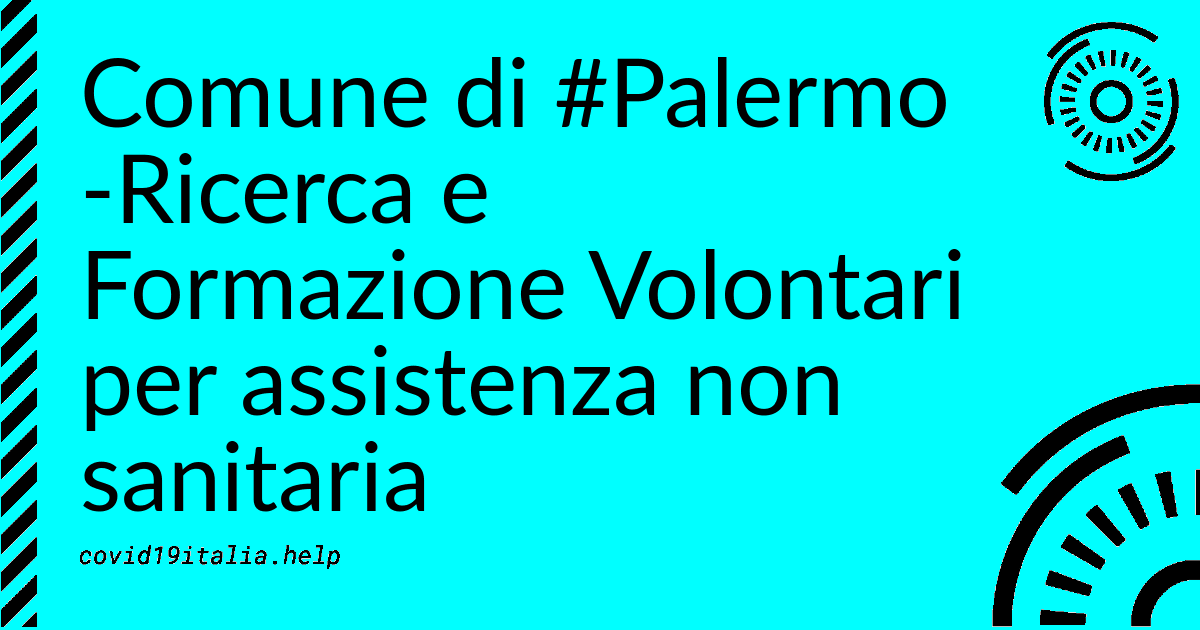 Comune di #Palermo
-Ricerca e
Formazione Volontari
per assistenza non
sanitaria
covid19italia.help